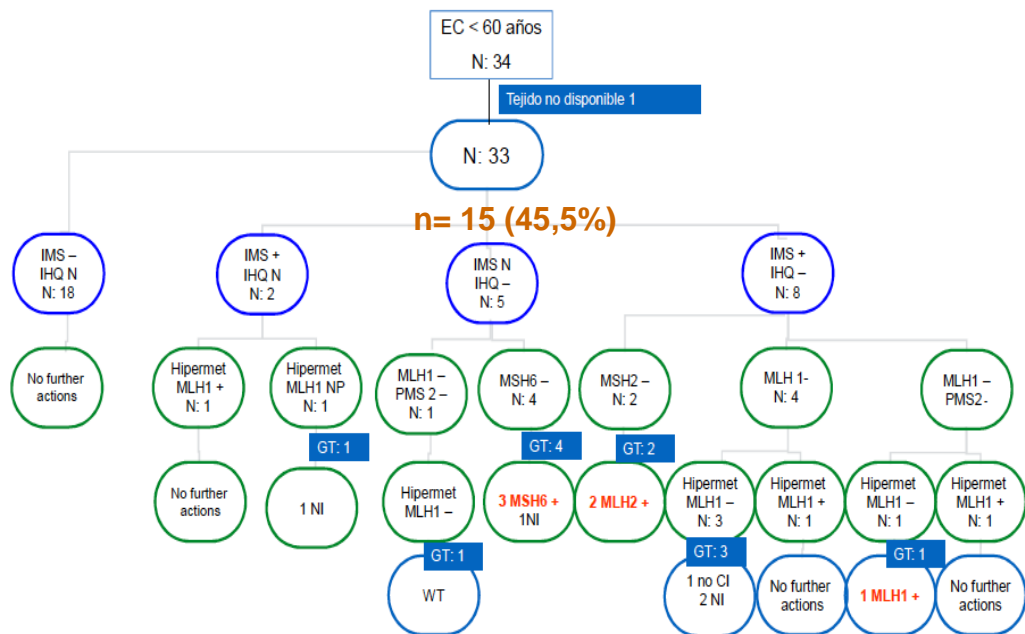 EC < 60 años
N: 34
Tejido no disponible 1
N: 33
n= 15 (45,5%)
IMS –
IHQ N
N: 18
IMS +
IHQ N
N: 2
IMS N
IHQ –
N: 5
IMS +
IHQ –
N: 8
No further
actions
Hipermet
MLH1 +
N: 1
Hipermet
MLH1 NP
N: 1
MLH1 –
PMS 2 –
N: 1
MSH6 –
N: 4
MSH2 –
N: 2
MLH 1-
N: 4
MLH1 –
PMS2 -
GT: 1
GT: 4
GT: 2
No further
actions
1 NI
Hipermet
MLH1 –
3 MSH6 +
1NI
2 MLH2 +
Hipermet
MLH1 –
N: 3
Hipermet
MLH1 +
N: 1
Hipermet
MLH1 –
N: 1
Hipermet
MLH1 +
N: 1
GT: 1
GT: 3
GT: 1
WT
1 no CI
2 NI
No further
actions
1 MLH1 +
No further
actions